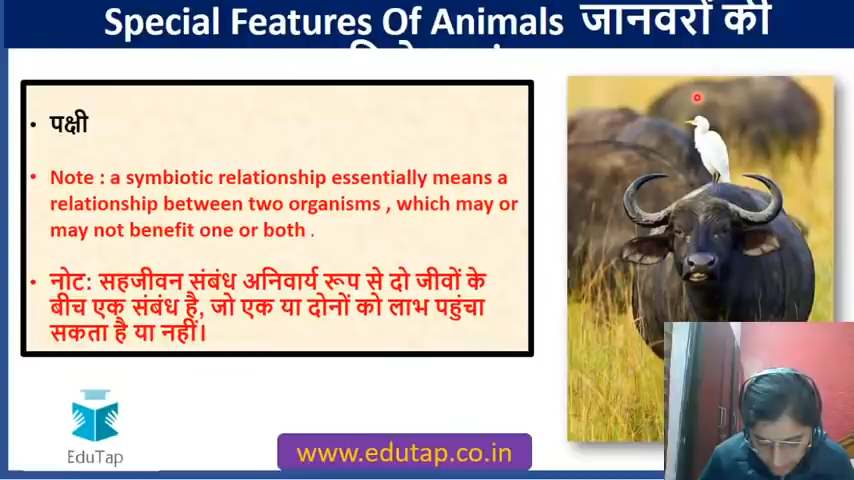 Special Features Of Animals जानवरों की
• पक्षी
• Note : a symbiotic relationship essentially means a
relationship between two organisms , which may or
may not benefit one or both .
• नोट: सहजीवन संबंध अनिवार्य रूप से दो जीवों के
बीच एक संबंध है, जो एक या दोनों को लाभ पहुंचा
सकता है या नहीं।
EduTap
www.edutap.co.in